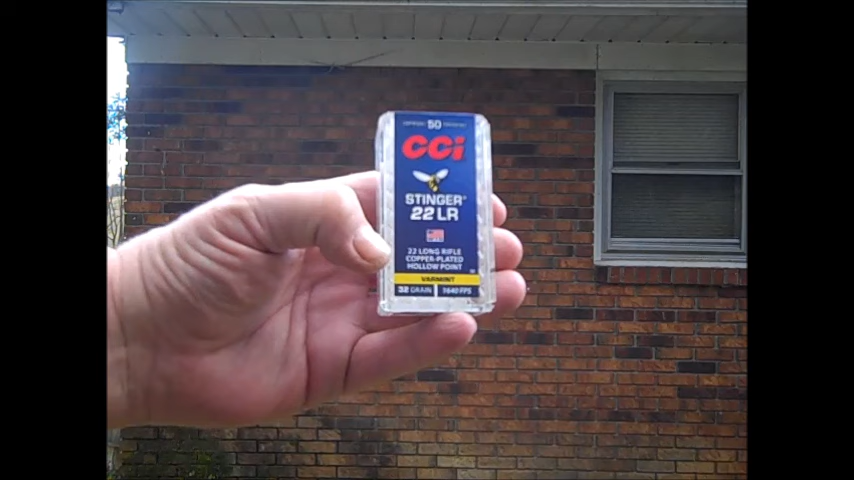 50
CCI
STINGER®
22 LR
22 LONG RIFLE
COPPER-PLATED
HOLLOW POINT
VARMINT
32 GRAIN 1640 FPS